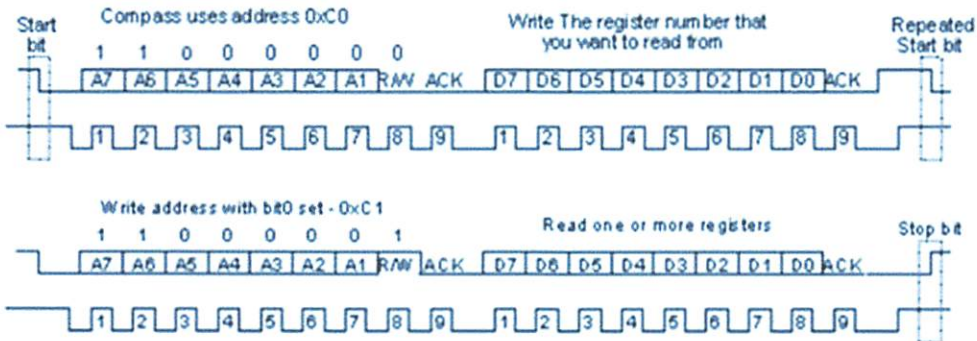 Compass uses address 0xC0
Write The register number that
you want to read from
Start
bit
Repeated
Start bit
1 1 0 0 0 0 0 0
A7 A6 A5 A4 A3 A2 A1 R/W ACK D7 D6 D5 D4 D3 D2 D1 D0 ACK
1 2 3 4 5 6 7 8 9 1 2 3 4 5 6 7 8 9
Write address with bit0 set - 0xC1
Read one or more registers
Stop bit
1 1 0 0 0 0 0 1
A7 A6 A5 A4 A3 A2 A1 R/W ACK D7 D6 D5 D4 D3 D2 D1 D0 ACK
1 2 3 4 5 6 7 8 9 1 2 3 4 5 6 7 8 9